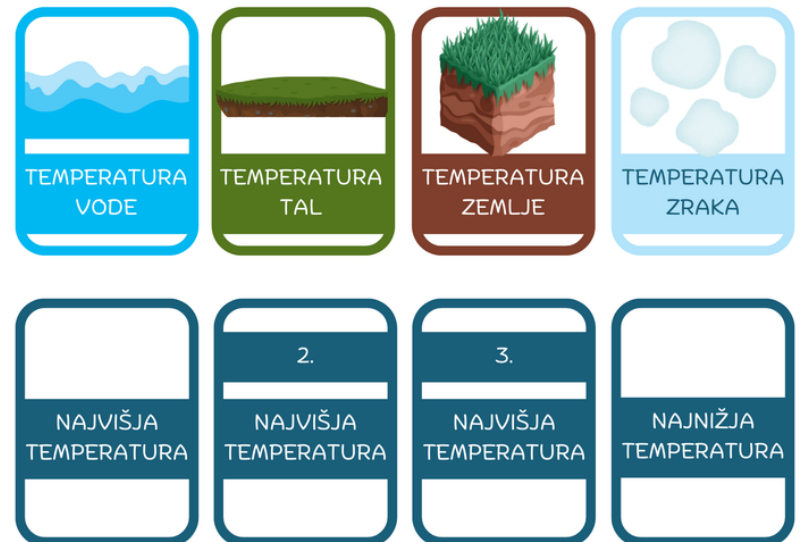 TEMPERATURA
VODE
TEMPERATURA
TAL
TEMPERATURA
ZEMLJE
TEMPERATURA
ZRAKA
NAJVIŠJA
TEMPERATURA
2.
NAJVIŠJA
TEMPERATURA
3.
NAJVIŠJA
TEMPERATURA
NAJNIŽJA
TEMPERATURA